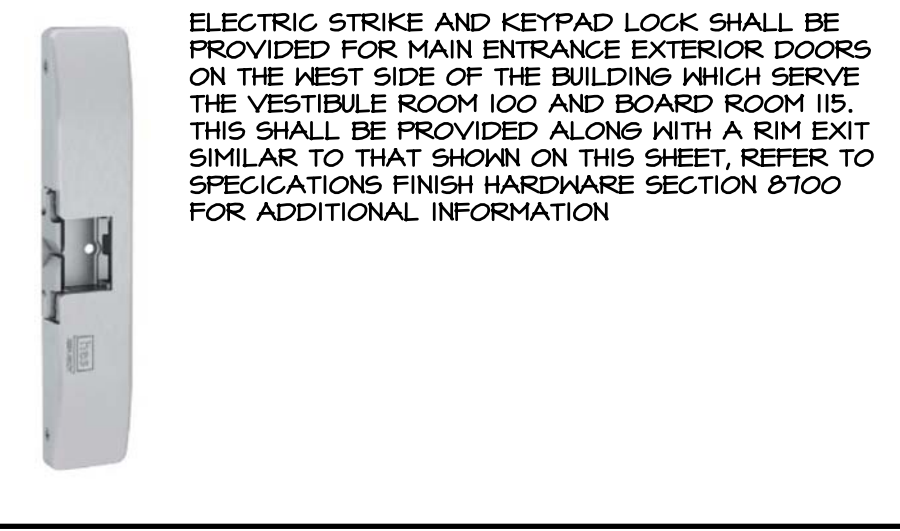 ELECTRIC STRIKE AND KEYPAD LOCK SHALL BE
PROVIDED FOR MAIN ENTRANCE EXTERIOR DOORS
ON THE WEST SIDE OF THE BUILDING WHICH SERVE
THE VESTIBULE ROOM 100 AND BOARD ROOM 115.
THIS SHALL BE PROVIDED ALONG WITH A RIM EXIT
SIMILAR TO THAT SHOWN ON THIS SHEET, REFER TO
SPECICATIONS FINISH HARDWARE SECTION 8700
FOR ADDITIONAL INFORMATION
hes